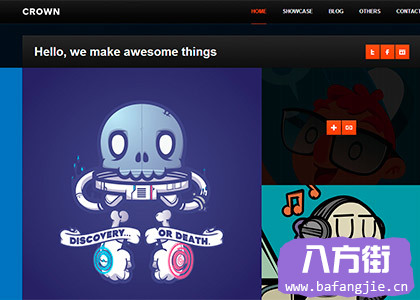 CROWN
HOME SHOWCASE BLOG OTHERS CONTACT
Hello, we make awesome things
DISCOVERY... OR DEATH.
八方街
www.bafangjie.cn